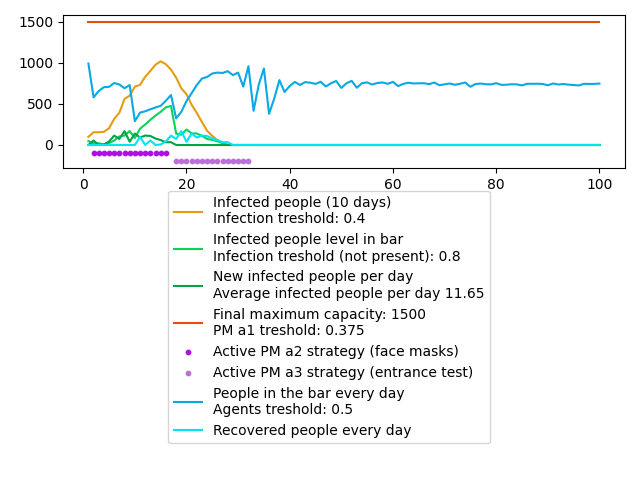 1500
1000
500
0
0 20 40 60 80 100
Infected people (10 days)
Infection treshold: 0.4
Infected people level in bar
Infection treshold (not present): 0.8
New infected people per day
Average infected people per day 11.65
Final maximum capacity: 1500
PM a1 treshold: 0.375
Active PM a2 strategy (face masks)
Active PM a3 strategy (entrance test)
People in the bar every day
Agents treshold: 0.5
Recovered people every day